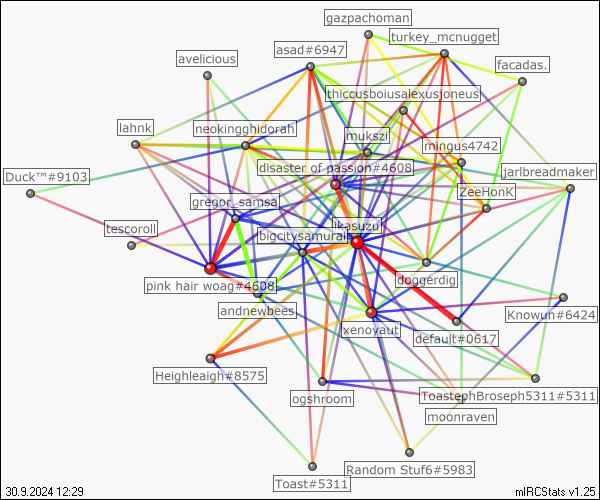 gazpachoman
turkey_mcnugget
asad#6947
avelicious
facadas.
thiccusboiusalexusjoneus
lahnk
neokingghidorah
mukszi
mingus4742
disaster of passion#4608
jarlbreadmaker
Duck™#9103
gregor_samsa
ZeeHonK
ikasuzu
tescoroll
bigcitysamurai
doggerdig
pink hair woag#4608
andnewbees
Knowun#6424
xenoyaut
default#0617
Heighleaigh#8575
ogshroom
ToastephBroseph5311#5311
moonraven
Random Stuf6#5983
Toast#5311
30.9.2024 12:29
mIRCStats v1.25